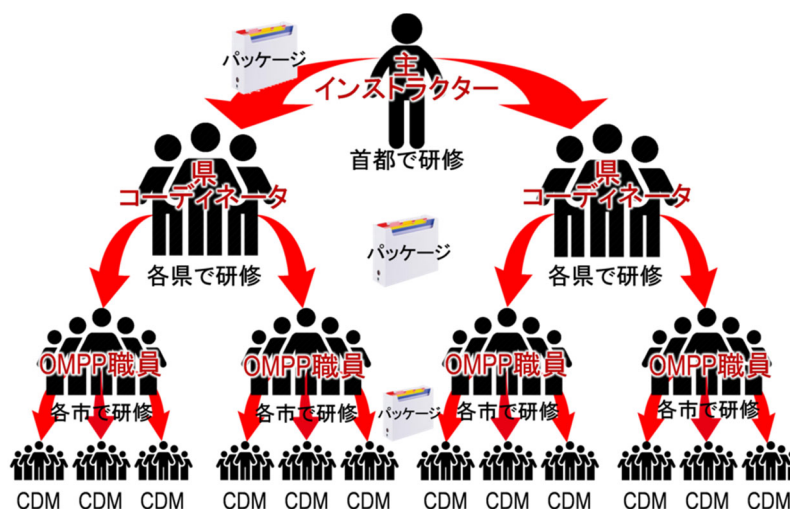 パッケージ
主
インストラクター
首都で研修
県
コーディネータ
県
コーディネータ
パッケージ
各県で研修
各県で研修
OMPP職員
OMPP職員
OMPP職員
OMPP職員
各市で研修
各市で研修
パッケージ
各市で研修
各市で研修
CDM CDM CDM
CDM CDM CDM
CDM CDM CDM
CDM CDM CDM